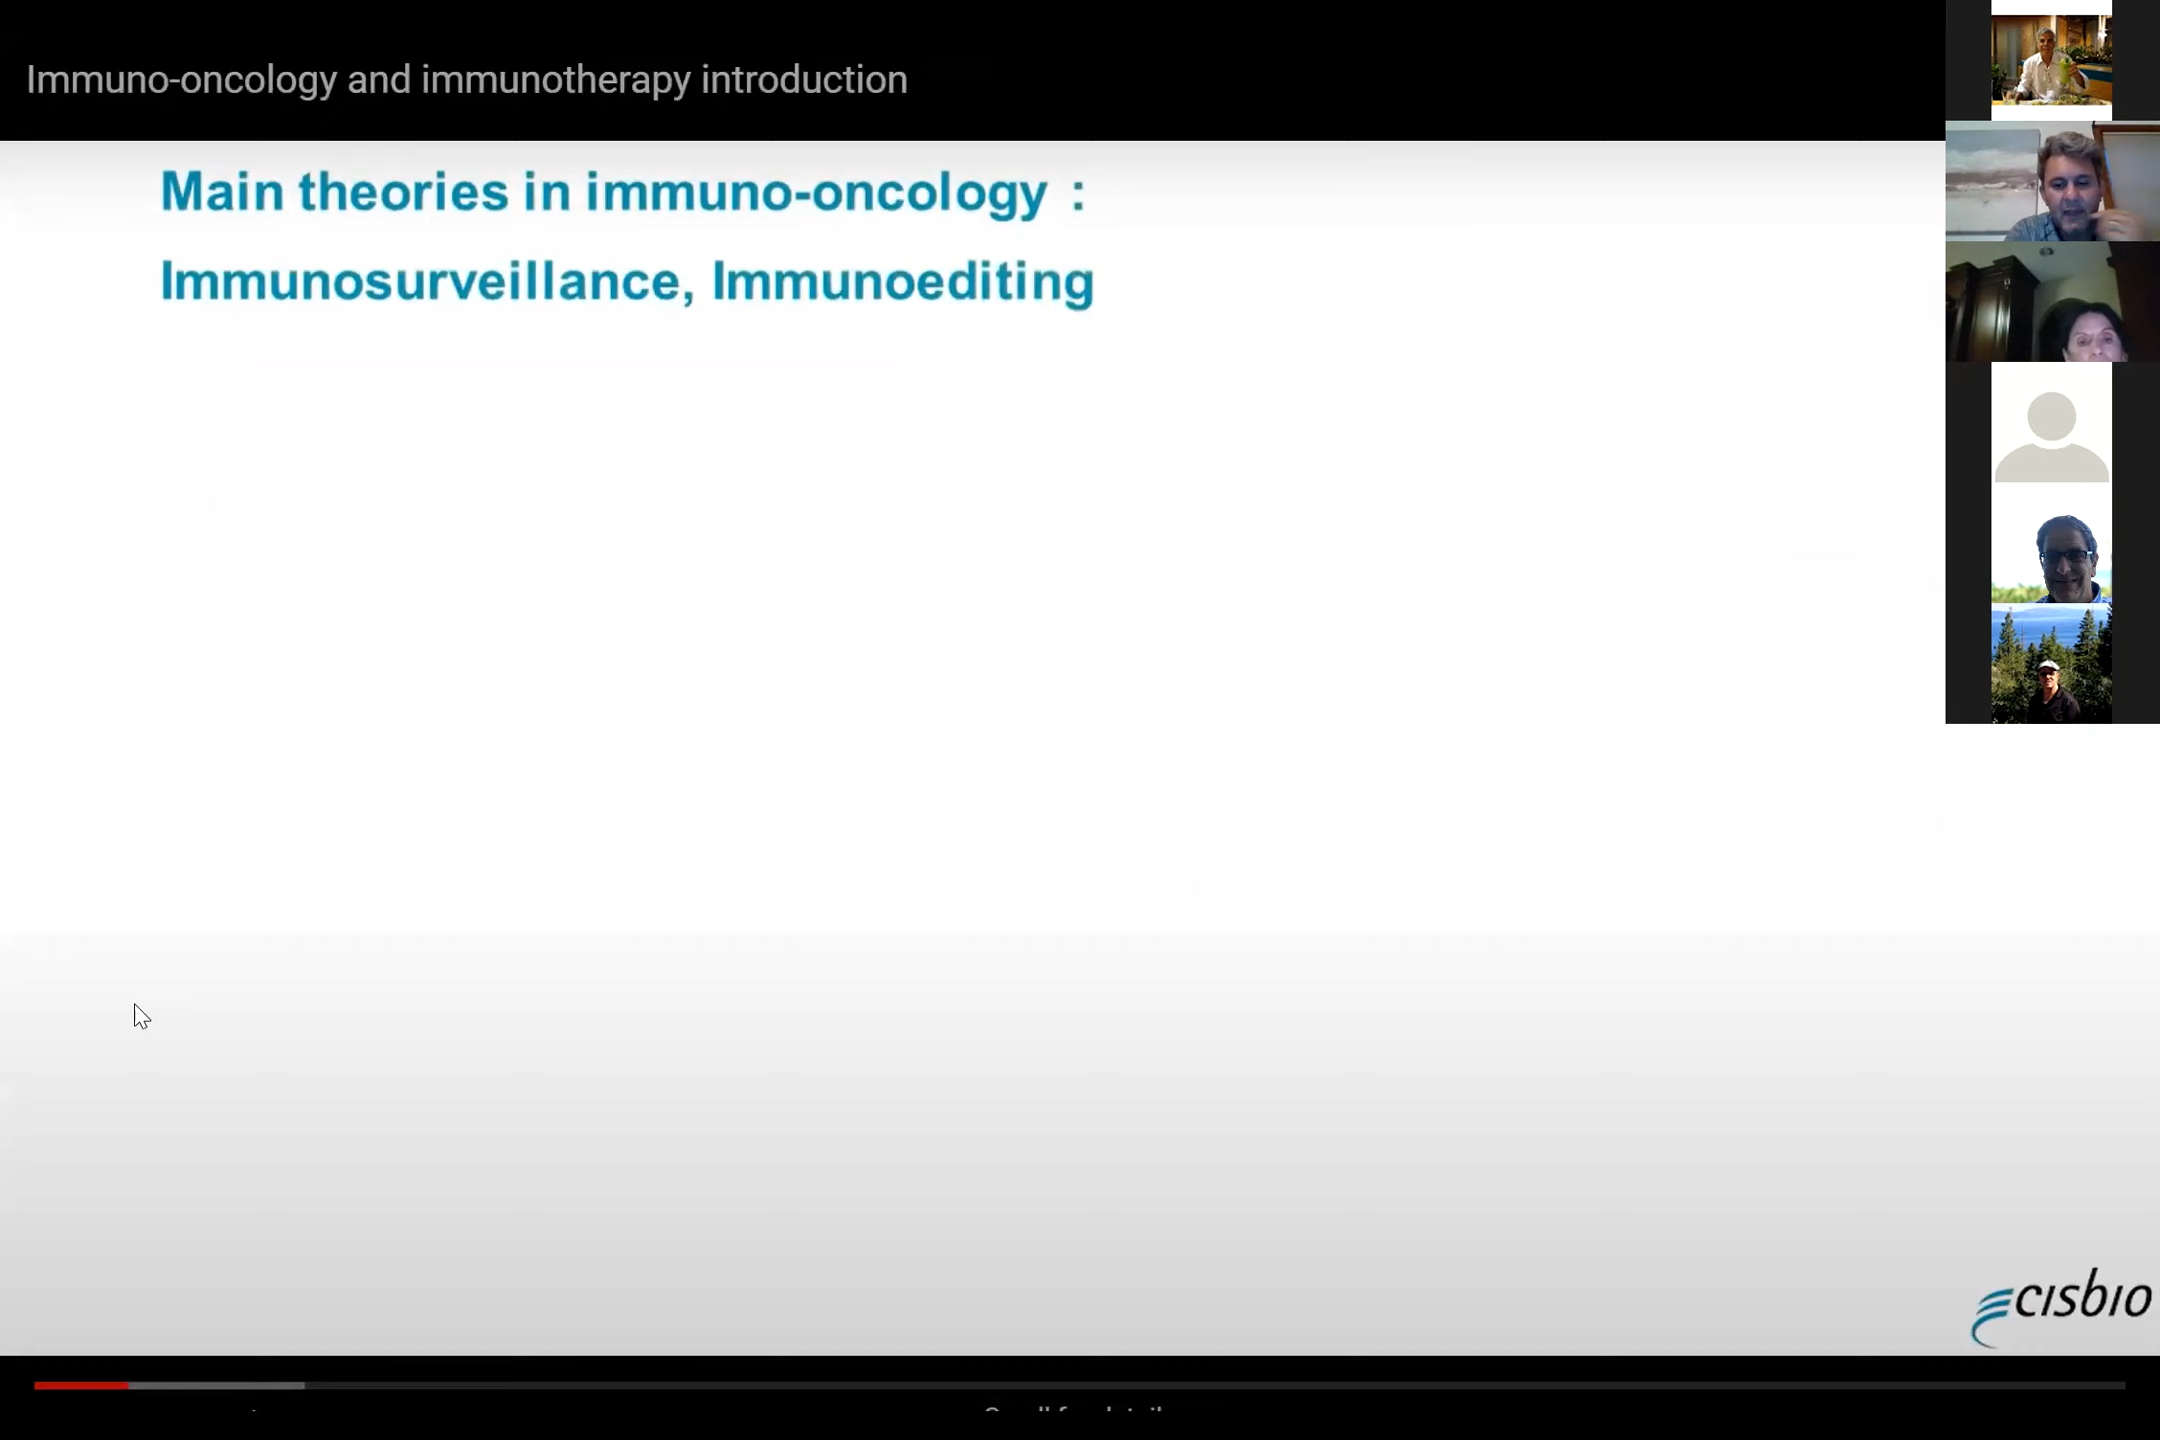 Immuno-oncology and immunotherapy introduction
Main theories in immuno-oncology :
Immunosurveillance, Immunoediting
cisbio